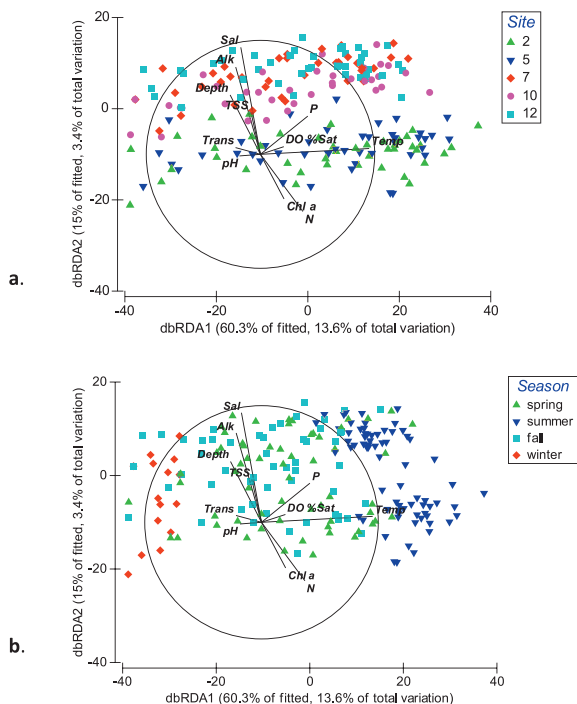 a.
20
0
-20
-40
-40
-20
0
20
40
dbRDA2 (15% of fitted, 3.4% of total variation)
dbRDA1 (60.3% of fitted, 13.6% of total variation)
Sal
Alk
Depth
TSS
P
Trans
DO %Sat
Temp
pH
Chl a
N
Site
2
5
7
10
12
b.
20
0
-20
-40
-40
-20
0
20
40
dbRDA2 (15% of fitted, 3.4% of total variation)
dbRDA1 (60.3% of fitted, 13.6% of total variation)
Sal
Alk
Depth
TSS
P
Trans
DO %Sat
Temp
pH
Chl a
N
Season
spring
summer
fall
winter